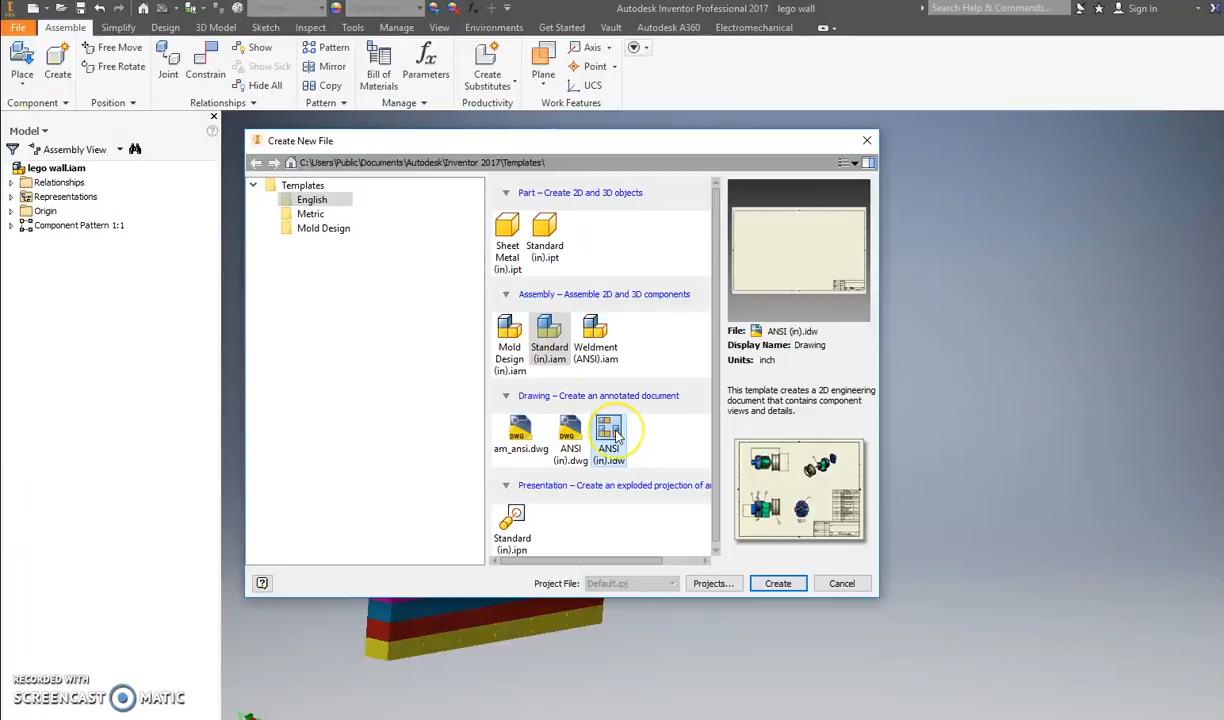 Autodesk Inventor Professional 2017 lego wall
Search Help & Commands...
Sign In
File Assemble Simplify Design 3D Model Sketch Inspect Tools Manage View Environments Get Started Vault Autodesk A360 Electromechanical
Place
Create
Free Move
Free Rotate
Joint
Constrain
Show
Show Sick
Hide All
Pattern
Mirror
Copy
Bill of
Materials
fx
Parameters
Create
Substitutes
Plane
Axis
Point
UCS
Component Position Relationships Pattern Manage Productivity Work Features
Model
Assembly View
lego wall.iam
Relationships
Representations
Origin
Component Pattern 1:1
Create New File
C:\Users\Public\Documents\Autodesk\Inventor 2017\Templates\
Templates
English
Metric
Mold Design
Part – Create 2D and 3D objects
Sheet
Metal
(in).ipt
Standard
(in).ipt
Assembly – Assemble 2D and 3D components
Mold
Design
(in).iam
Standard
(in).iam
Weldment
(ANSI).iam
Drawing – Create an annotated document
DWG
am_ansi.dwg
DWG
ANSI
(in).dwg
ANSI
(in).idw
Presentation – Create an exploded projection of a
Standard
(in).ipn
File: ANSI (in).idw
Display Name: Drawing
Units: inch
This template creates a 2D engineering
document that contains component
views and details.
Project File: Default.ipj
Projects...
Create
Cancel
RECORDED WITH
SCREENCAST MATIC